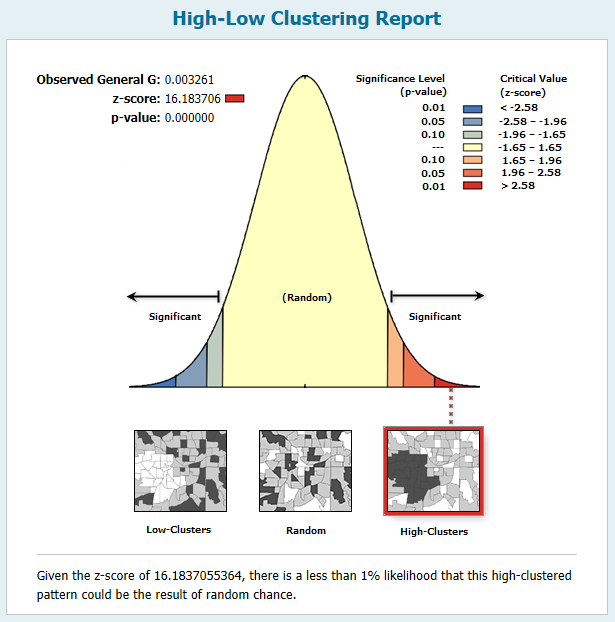 High-Low Clustering Report
Observed General G: 0.003261
z-score: 16.183706
p-value: 0.000000
Significance Level
(p-value)
Critical Value
(z-score)
0.01 < -2.58
0.05 -2.58 – -1.96
0.10 -1.96 – -1.65
--- -1.65 – 1.65
0.10 1.65 – 1.96
0.05 1.96 – 2.58
0.01 > 2.58
(Random)
Significant
Significant
Low-Clusters
Random
High-Clusters
Given the z-score of 16.1837055364, there is a less than 1% likelihood that this high-clustered
pattern could be the result of random chance.